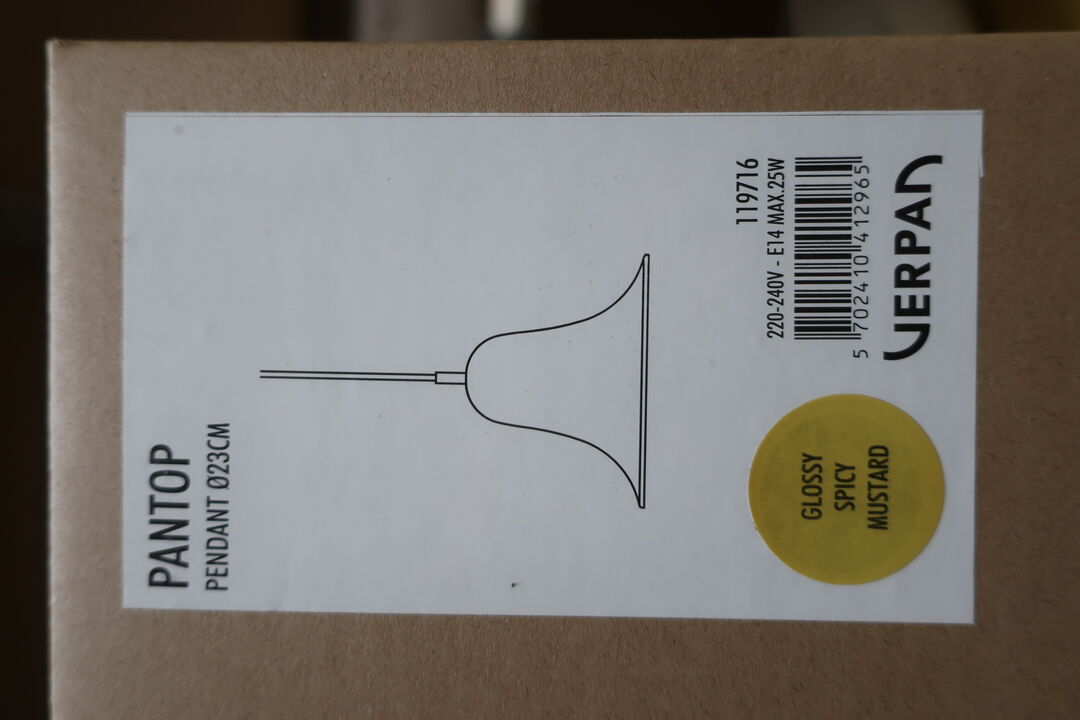 PANTOP
PENDANT Ø23CM
119716
220-240V - E14 MAX.25W
5 702410 412965
VERPAN
GLOSSY
SPICY
MUSTARD